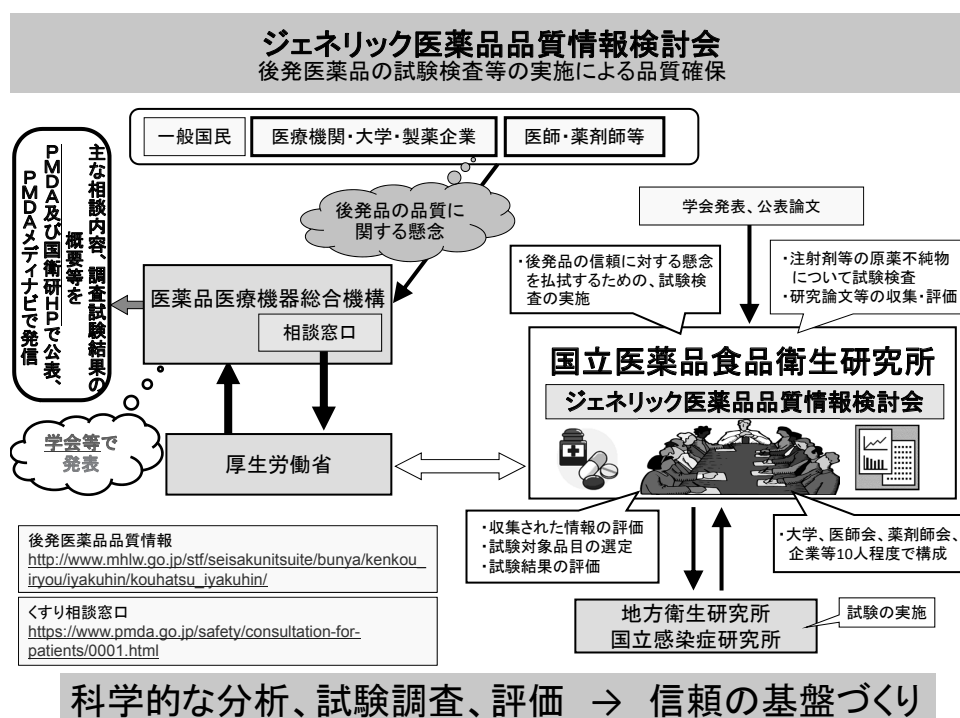 ジェネリック医薬品品質情報検討会
後発医薬品の試験検査等の実施による品質確保
一般国民
医療機関・大学・製薬企業
医師・薬剤師等
主な相談内容、調査試験結果の
概要等を
PMDA及び国衛研HPで公表、
PMDAメディナビで発信
後発品の品質に
関する懸念
学会発表、公表論文
・後発品の信頼に対する懸念
を払拭するための、試験検
査の実施
・注射剤等の原薬不純物
について試験検査
・研究論文等の収集・評価
医薬品医療機器総合機構
相談窓口
国立医薬品食品衛生研究所
ジェネリック医薬品品質情報検討会
学会等で
発表
厚生労働省
・収集された情報の評価
・試験対象品目の選定
・試験結果の評価
・大学、医師会、薬剤師会、
企業等10人程度で構成
後発医薬品品質情報
http://www.mhlw.go.jp/stf/seisakunitsuite/bunya/kenkou_
iryou/iyakuhin/kouhatsu_iyakuhin/
くすり相談窓口
https://www.pmda.go.jp/safety/consultation-for-
patients/0001.html
地方衛生研究所
国立感染症研究所
試験の実施
科学的な分析、試験調査、評価 → 信頼の基盤づくり